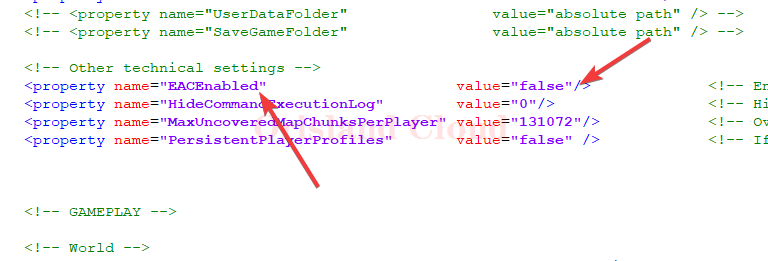 <!-- <property name="UserDataFolder" value="absolute path" /> -->
<!-- <property name="SaveGameFolder" value="absolute path" /> -->
<!-- Other technical settings -->
<property name="EACEnabled" value="false"/> <!-- En
<property name="HideCommandExecutionLog" value="0"/> <!-- Hi
<property name="MaxUncoveredMapChunksPerPlayer" value="131072"/> <!-- Ov
<property name="PersistentPlayerProfiles" value="false" /> <!-- If
<!-- GAMEPLAY -->
<!-- World -->